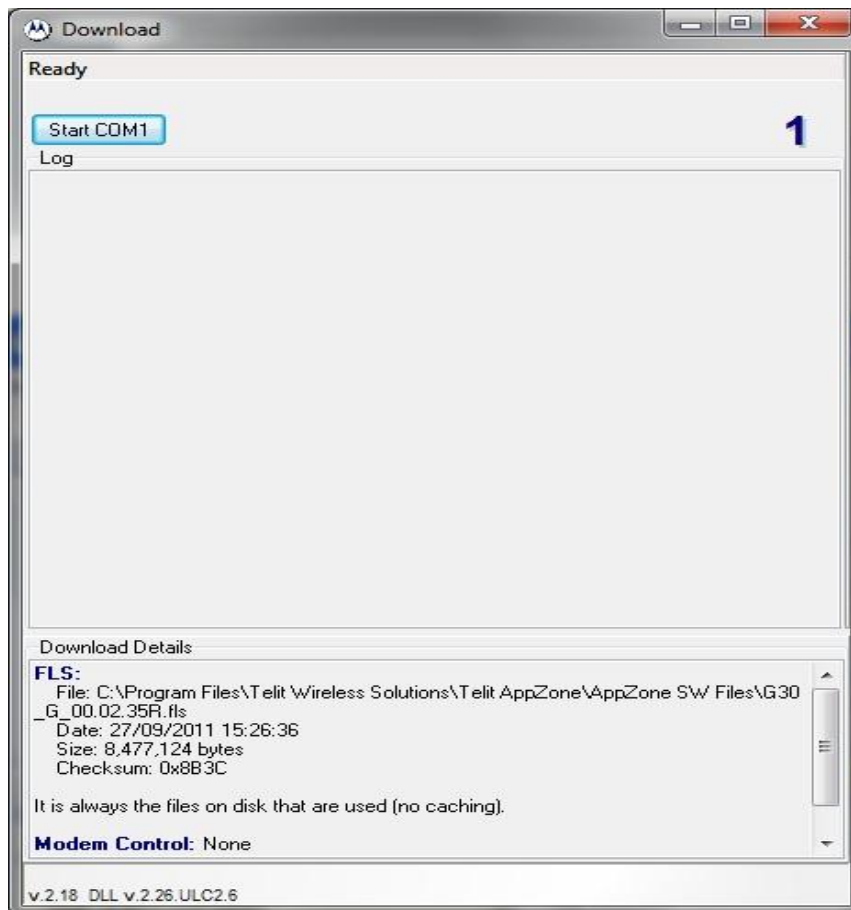 Download
Ready
Start COM1
1
Log
Download Details
FLS:
File: C:\Program Files\Telit Wireless Solutions\Telit AppZone\AppZone SW Files\G30
_G_00.02.35R.fls
Date: 27/09/2011 15:26:36
Size: 8,477,124 bytes
Checksum: 0x8B3C
It is always the files on disk that are used (no caching).
Modem Control: None
v.2.18 DLL v.2.26.ULC2.6